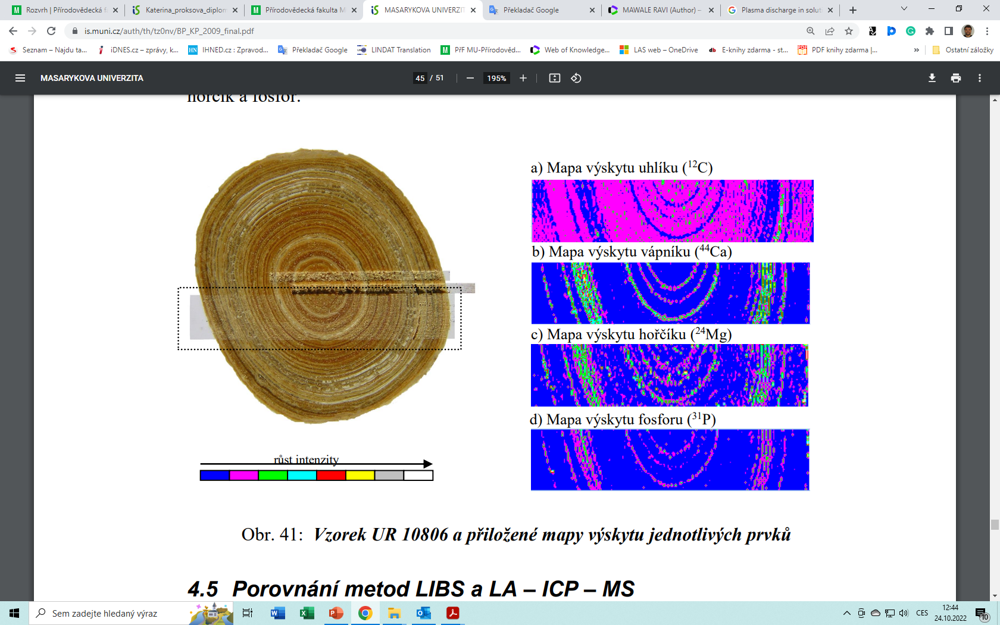 Rozvrh | Přírodovědecká f
Katerina_proksova_diplom
Přírodovědecká fakulta M
MASARYKOVA UNIVERZIT
Překladač Google
MAWALE RAVI (Author) –
Plasma discharge in solut
is.muni.cz/auth/th/tz0nv/BP_KP_2009_final.pdf
Seznam – Najdu ta...
iDNES.cz – zprávy, k...
IHNED.cz : Zpravod...
Překladač Google
LINDAT Translation
PřF MU-Přírodověd...
Web of Knowledge...
LAS web – OneDrive
E-knihy zdarma - st...
PDF knihy zdarma |...
»
Ostatní záložky
MASARYKOVA UNIVERZITA
45 / 51
195%
hořčík a fosfor.
a) Mapa výskytu uhlíku (¹²C)
b) Mapa výskytu vápníku (⁴⁴Ca)
c) Mapa výskytu hořčíku (²⁴Mg)
d) Mapa výskytu fosforu (³¹P)
růst intenzity
Obr. 41: Vzorek UR 10806 a přiložené mapy výskytu jednotlivých prvků
4.5 Porovnání metod LIBS a LA – ICP – MS
Sem zadejte hledaný výraz
CES
12:44
24.10.2022
10